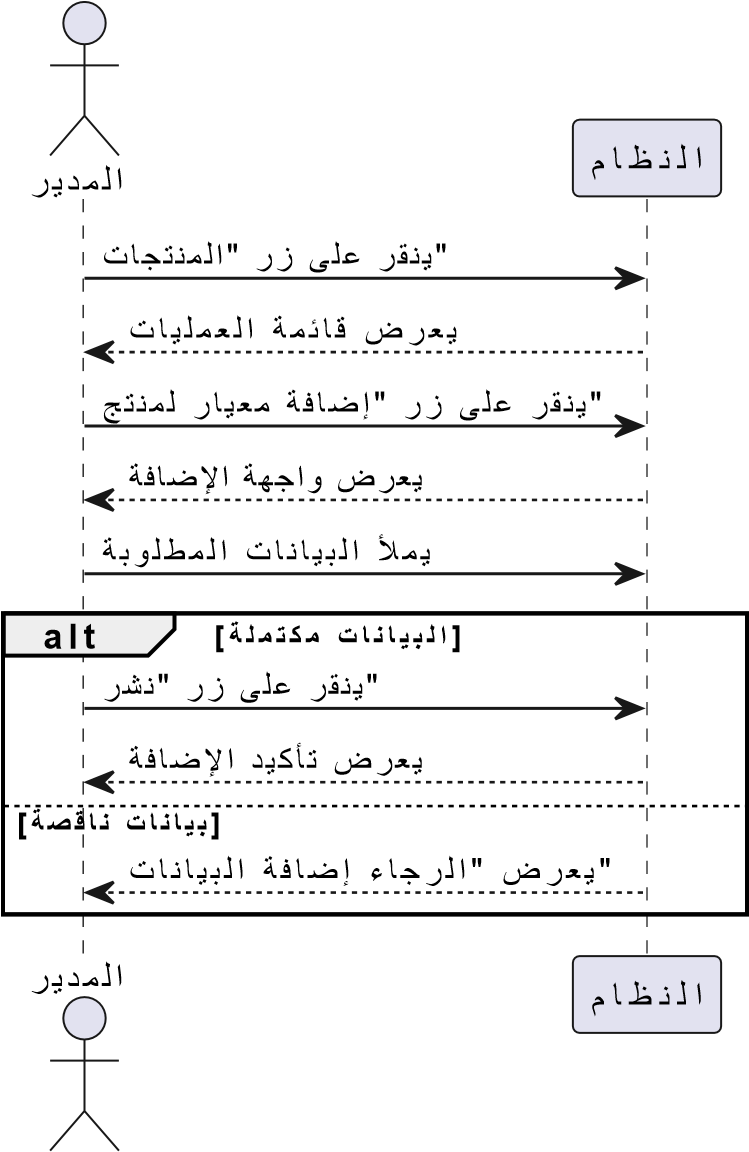 المدير
النظام
ينقر على زر "المنتجات"
يعرض قائمة العمليات
ينقر على زر "إضافة معيار لمنتج"
يعرض واجهة الإضافة
يملأ البيانات المطلوبة
alt [البيانات مكتملة]
ينقر على زر "نشر"
يعرض تأكيد الإضافة
[بيانات ناقصة]
يعرض "الرجاء إضافة البيانات"
المدير
النظام